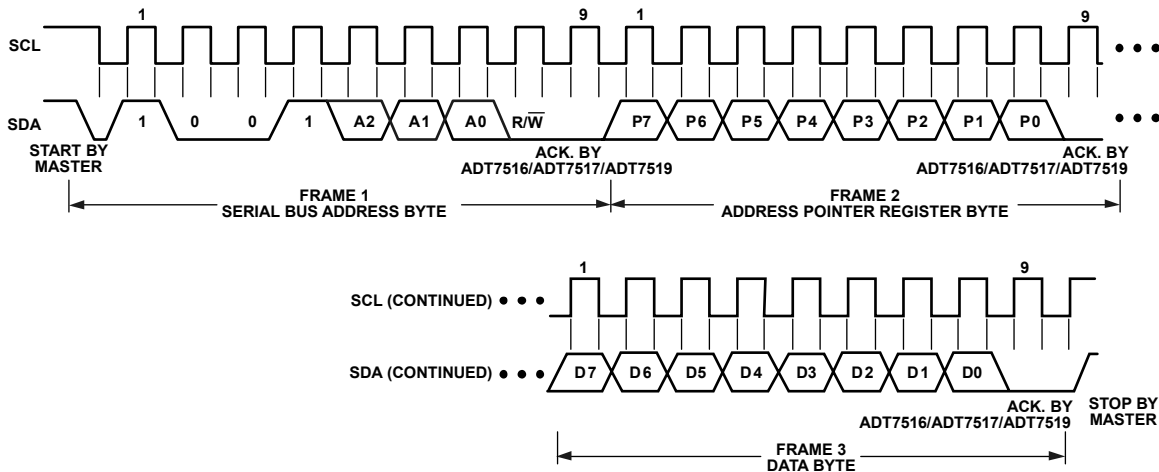 1 9 1 9
SCL
SDA 1 0 0 1 A2 A1 A0 R/W̅ P7 P6 P5 P4 P3 P2 P1 P0
START BY
MASTER
ACK. BY
ADT7516/ADT7517/ADT7519
ACK. BY
ADT7516/ADT7517/ADT7519
FRAME 1
SERIAL BUS ADDRESS BYTE
FRAME 2
ADDRESS POINTER REGISTER BYTE
1 9
SCL (CONTINUED)
SDA (CONTINUED) D7 D6 D5 D4 D3 D2 D1 D0
ACK. BY
ADT7516/ADT7517/ADT7519
STOP BY
MASTER
FRAME 3
DATA BYTE